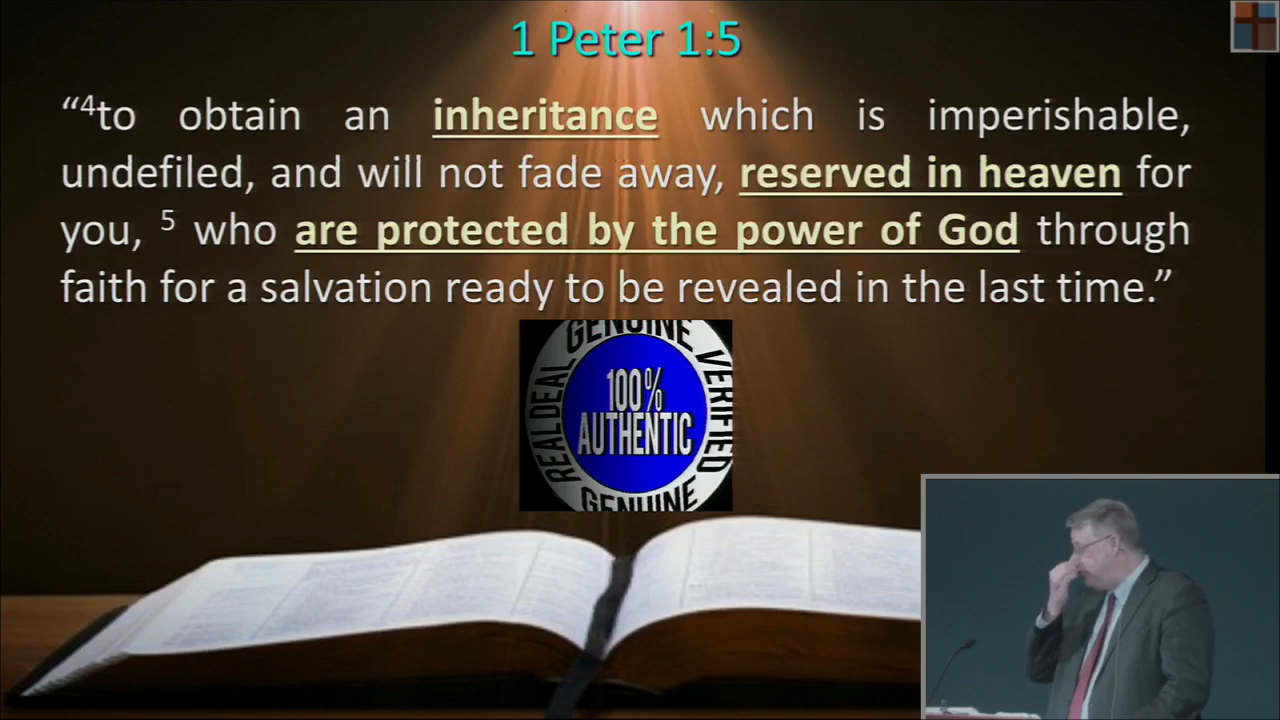 1 Peter 1:5
“⁴to obtain an inheritance which is imperishable,
undefiled, and will not fade away, reserved in heaven for
you, ⁵ who are protected by the power of God through
faith for a salvation ready to be revealed in the last time.”
GENUINE
REAL DEAL
VERIFIED
100%
AUTHENTIC
GENUINE